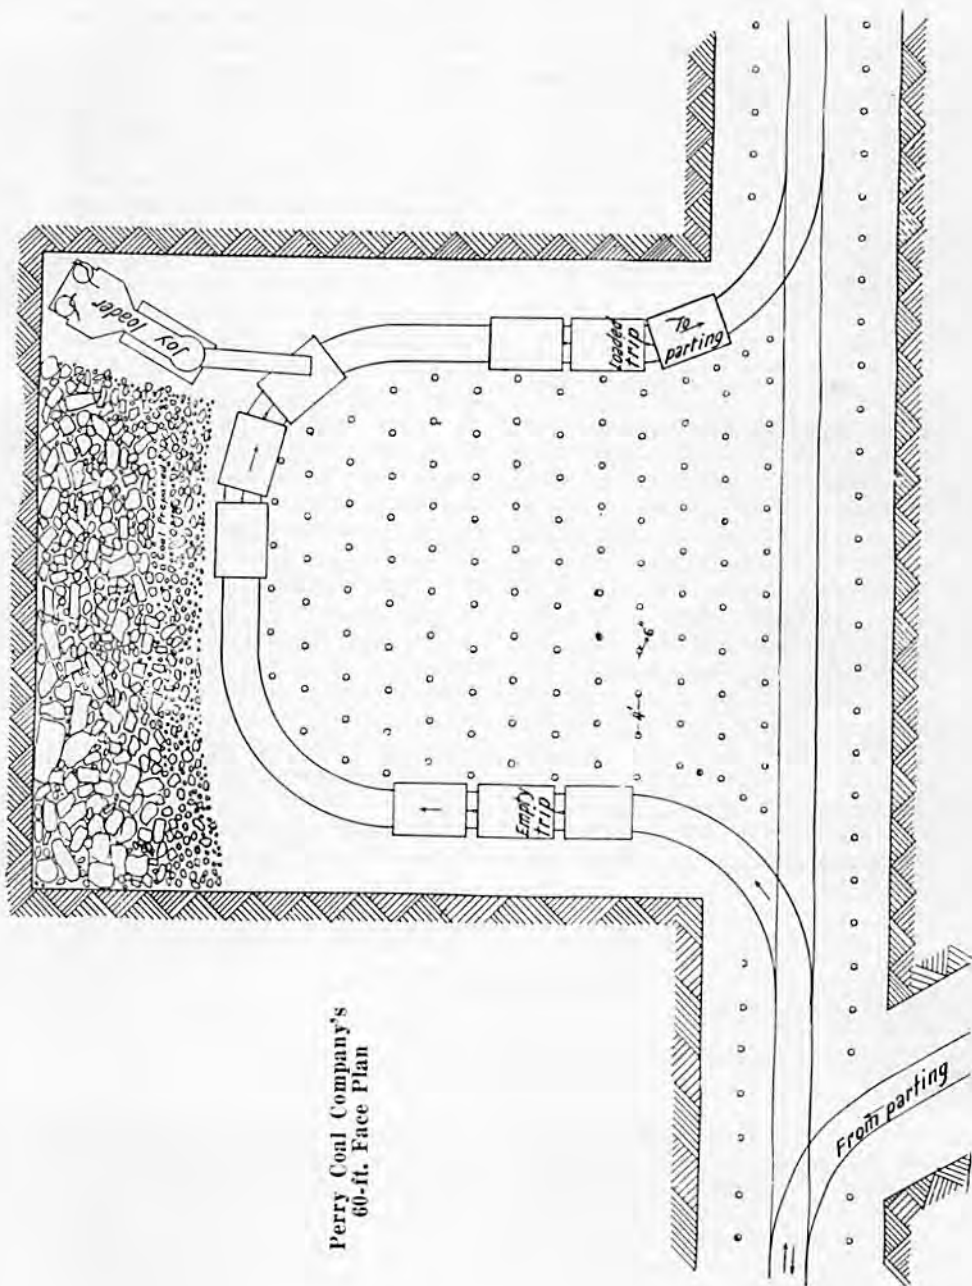 Joy loader
Coal Prepared
Loaded
trip
To
parting
Empty
trip
4'
6"
From parting
Perry Coal Company's
60-ft. Face Plan